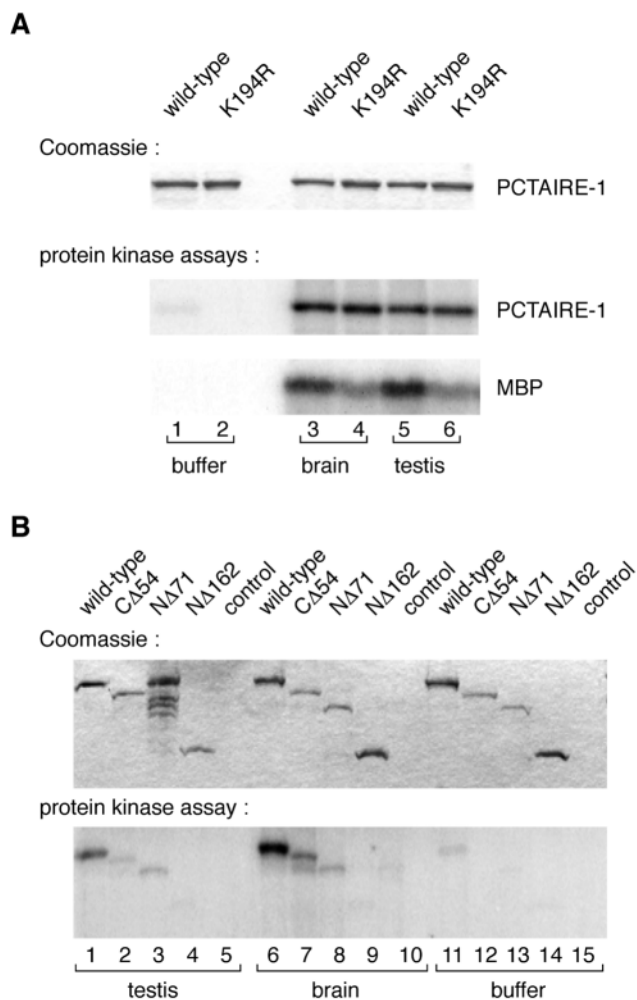 A
wild-type K194R wild-type K194R wild-type K194R
Coomassie :
PCTAIRE-1
protein kinase assays :
PCTAIRE-1
MBP
1 2 3 4 5 6
buffer brain testis
B
wild-type CΔ54 NΔ71 NΔ162 control wild-type CΔ54 NΔ71 NΔ162 control wild-type CΔ54 NΔ71 NΔ162 control
Coomassie :
protein kinase assay :
1 2 3 4 5 6 7 8 9 10 11 12 13 14 15
testis brain buffer